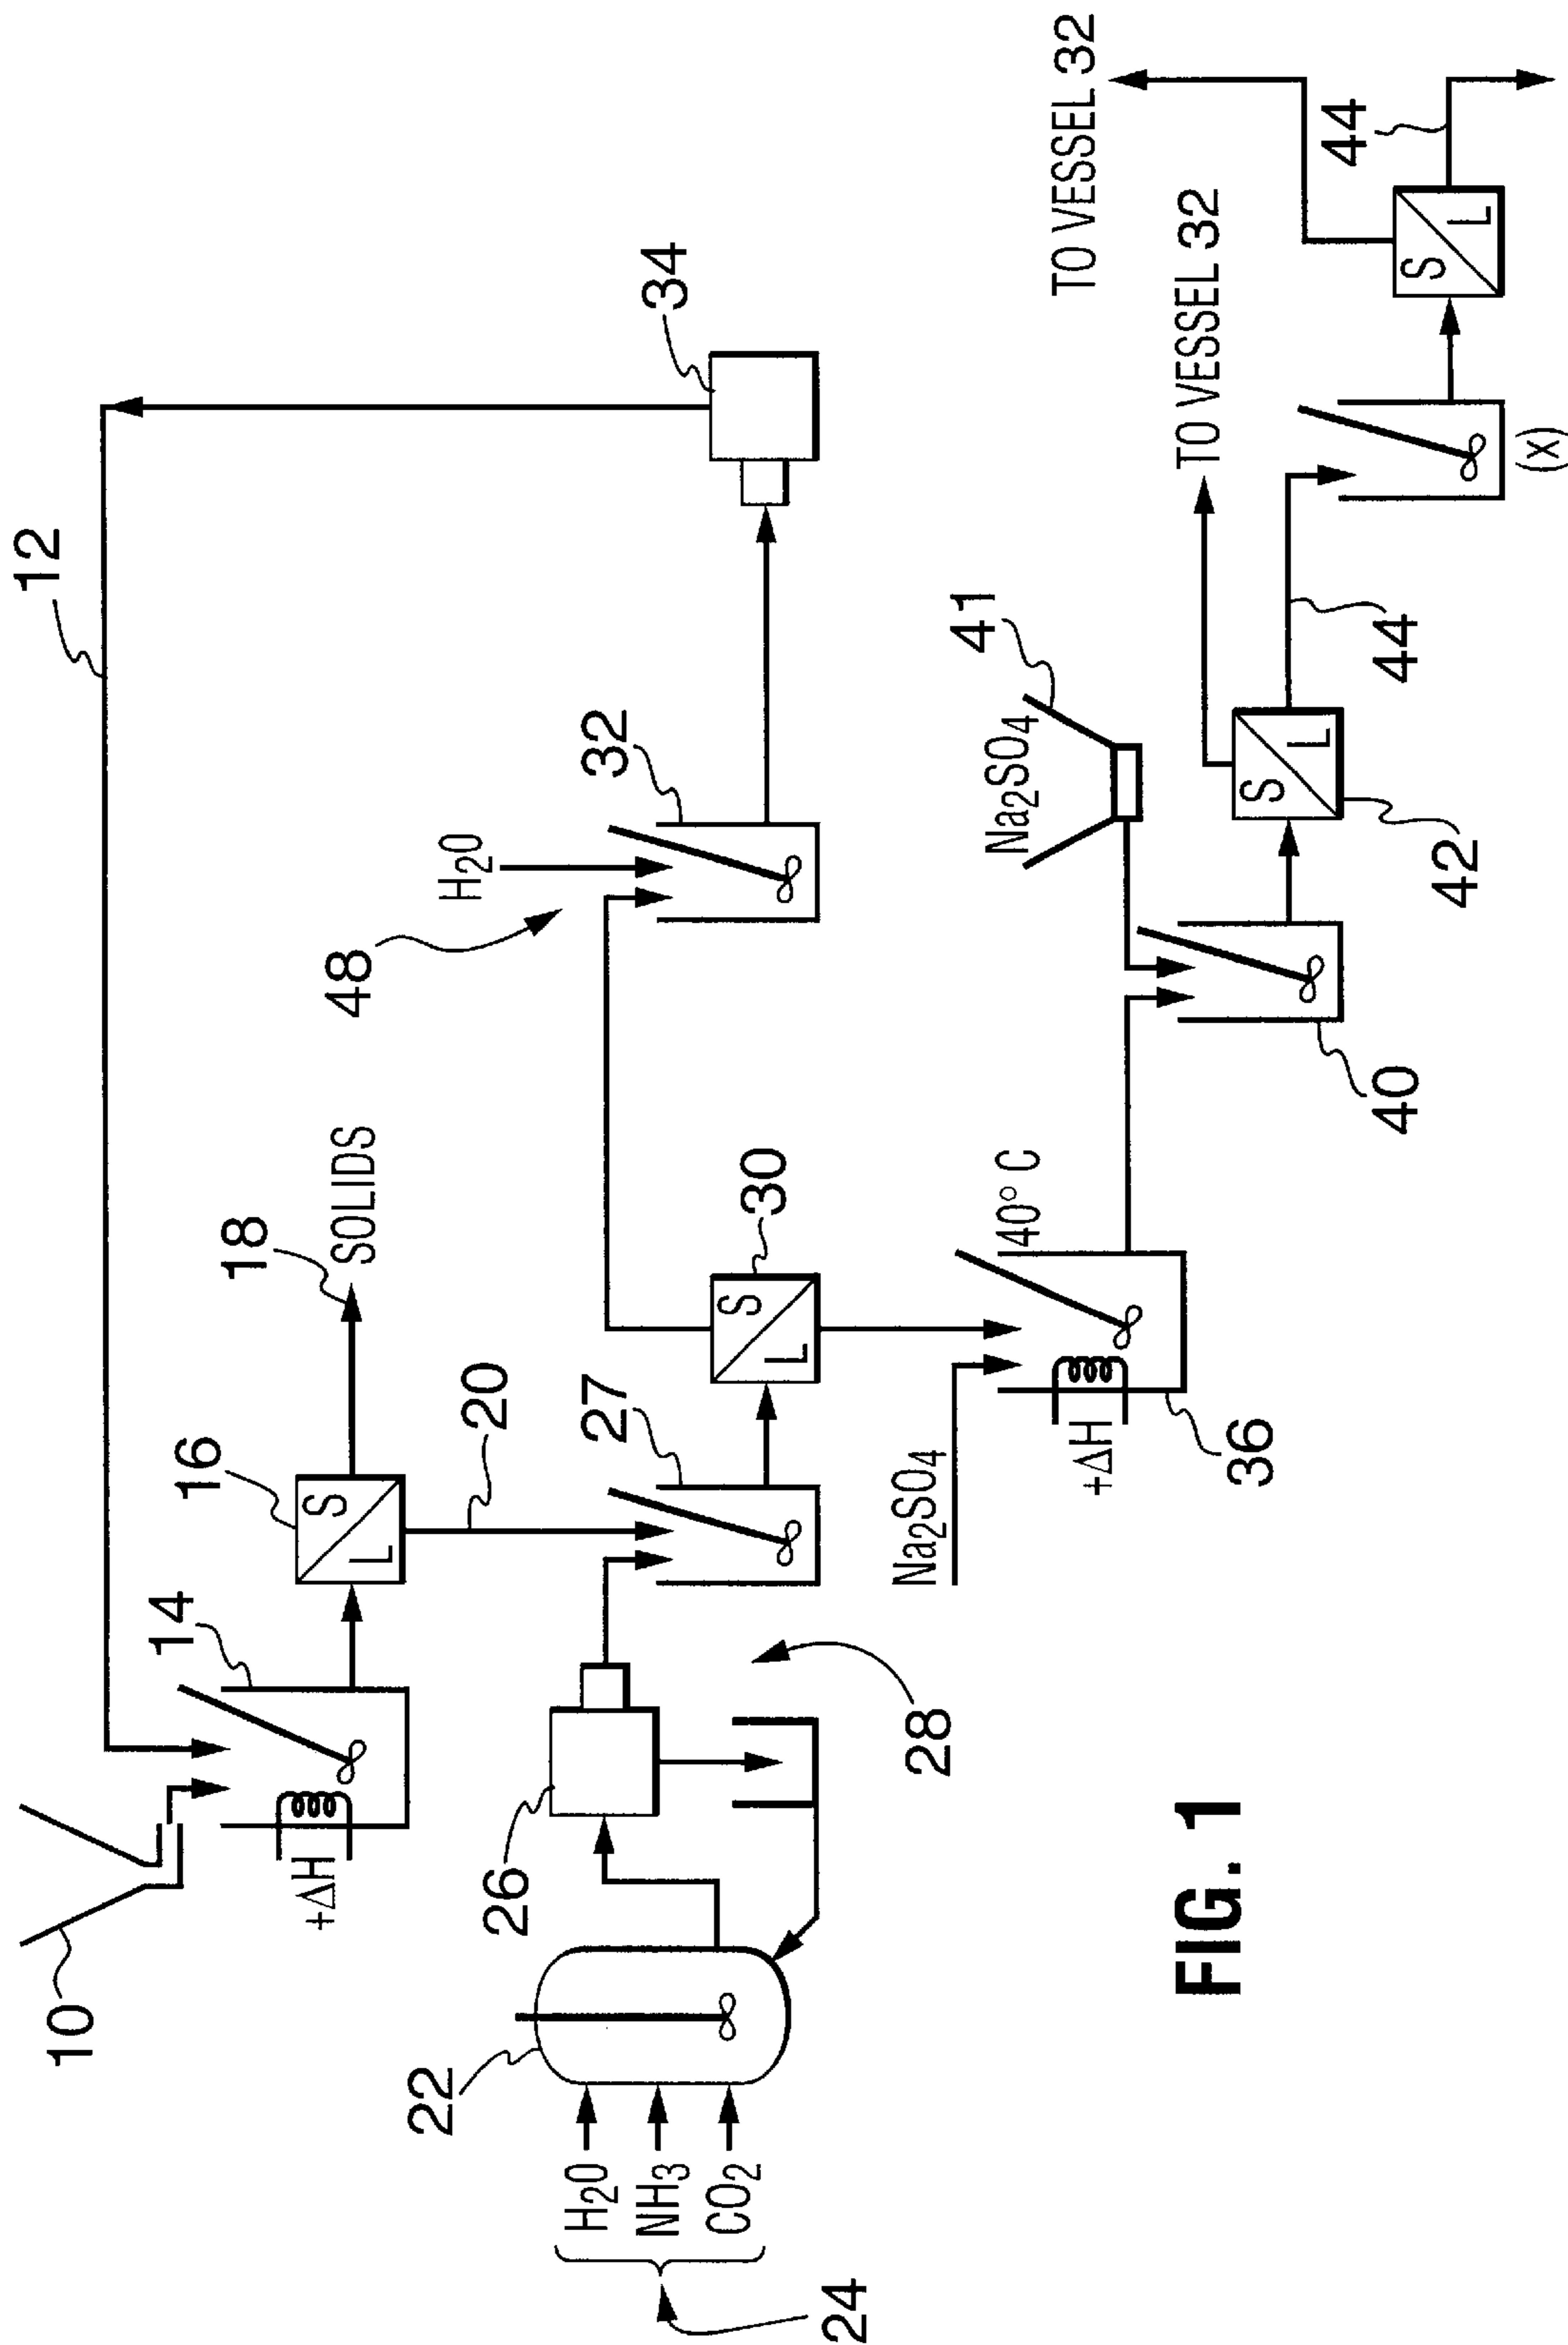 12
10
14
+ΔH
16
18
SOLIDS
20
34
48
H₂O
32
22
24
H₂O
NH₃
CO₂
26
28
27
30
S
L
S
L
Na₂SO₄
+ΔH
36
40° C
Na₂SO₄
41
40
42
S
L
44
TO VESSEL 32
(X)
S
L
44
TO VESSEL 32
FIG. 1